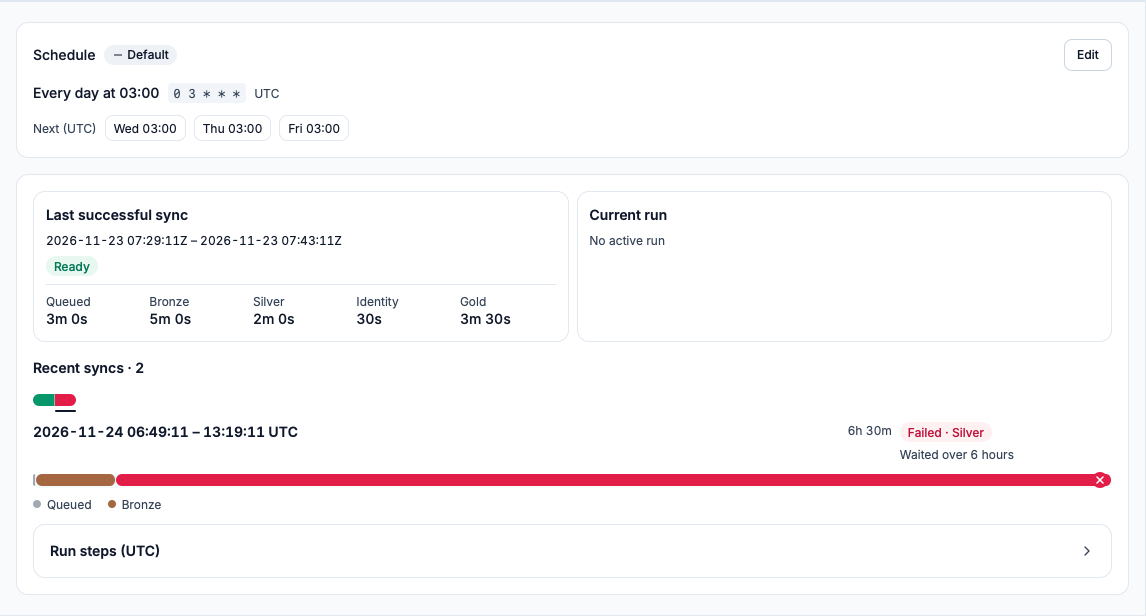 Schedule — Default Edit
Every day at 03:00 0 3 * * * UTC
Next (UTC) Wed 03:00 Thu 03:00 Fri 03:00
Last successful sync
2026-11-23 07:29:11Z – 2026-11-23 07:43:11Z
Ready
Queued Bronze Silver Identity Gold
3m 0s 5m 0s 2m 0s 30s 3m 30s
Current run
No active run
Recent syncs · 2
2026-11-24 06:49:11 – 13:19:11 UTC 6h 30m Failed · Silver
Waited over 6 hours
Queued Bronze
Run steps (UTC)